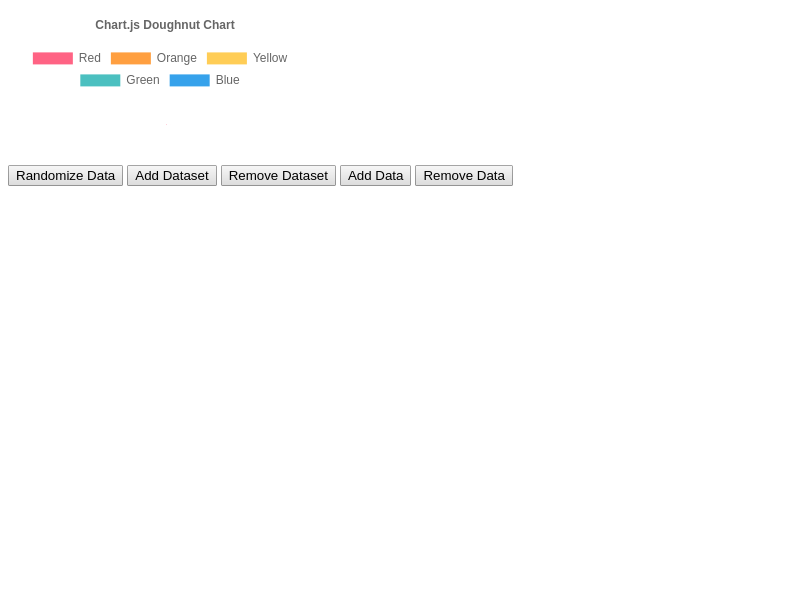 Chart.js Doughnut Chart
Red Orange Yellow
Green Blue
Randomize Data Add Dataset Remove Dataset Add Data Remove Data